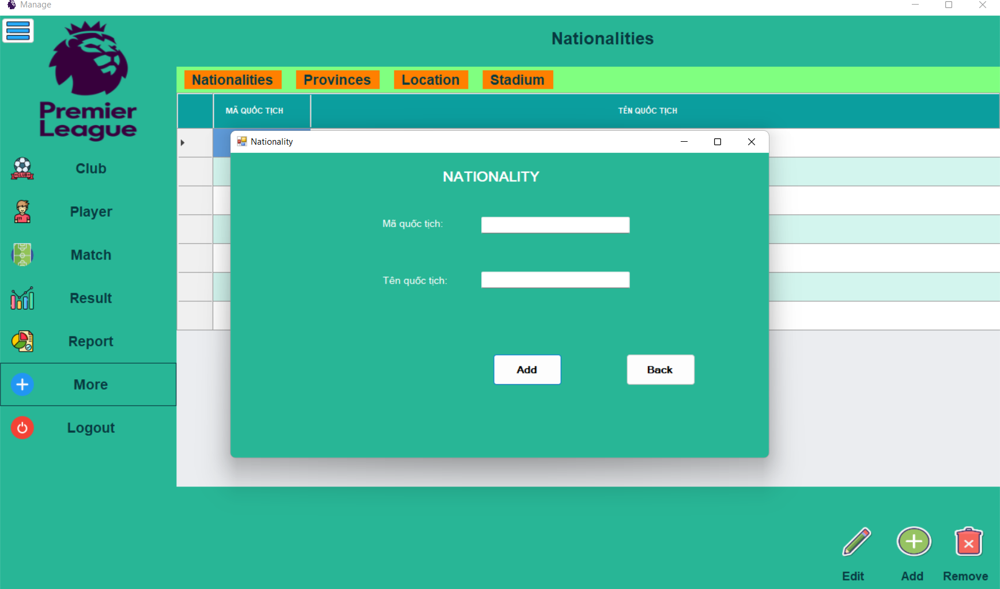 Manage
Premier
League
Nationalities
Nationalities Provinces Location Stadium
MÃ QUỐC TỊCH TÊN QUỐC TỊCH
Club
Player
Match
Result
Report
More
Logout
Nationality
NATIONALITY
Mã quốc tịch:
Tên quốc tịch:
Add Back
Edit Add Remove